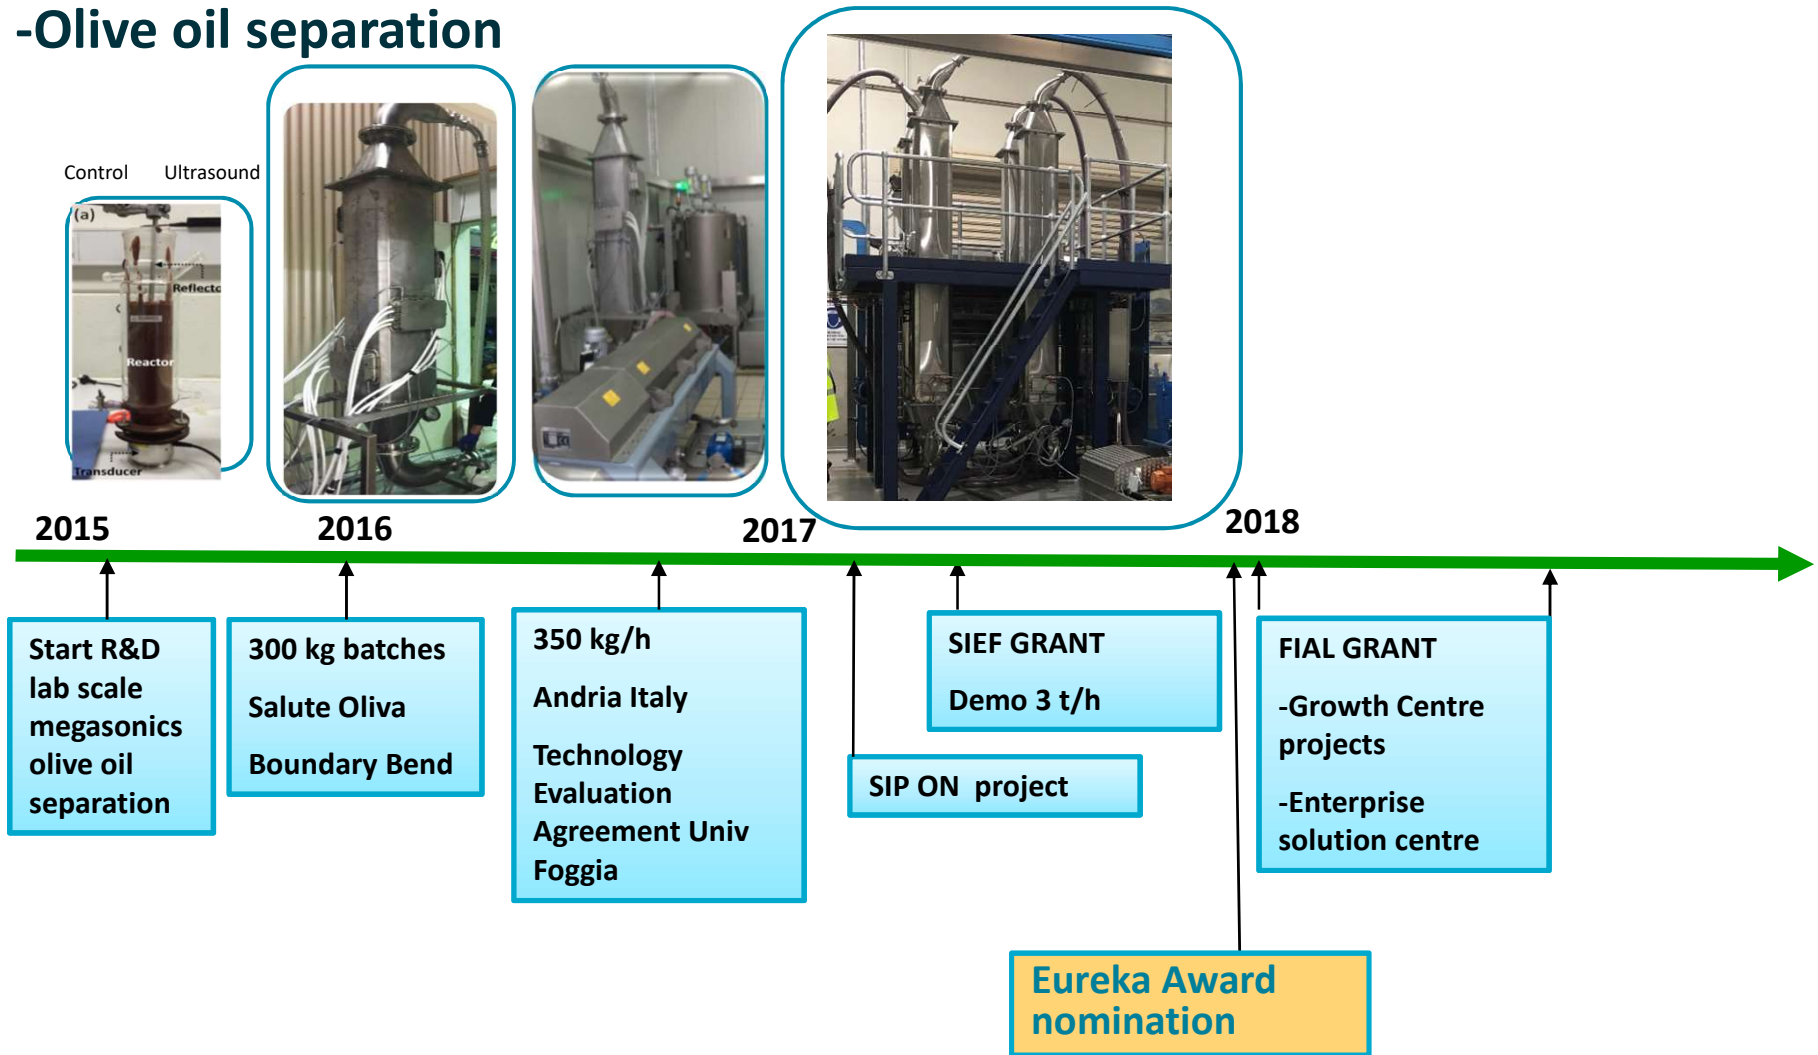 -Olive oil separation
Control
Ultrasound
(a)
Reflecto
Reactor
Transducer
2015
2016
2017
2018
Start R&D
lab scale
megasonics
olive oil
separation
300 kg batches
Salute Oliva
Boundary Bend
350 kg/h
Andria Italy
Technology
Evaluation
Agreement Univ
Foggia
SIP ON project
SIEF GRANT
Demo 3 t/h
Eureka Award
nomination
FIAL GRANT
-Growth Centre
projects
-Enterprise
solution centre